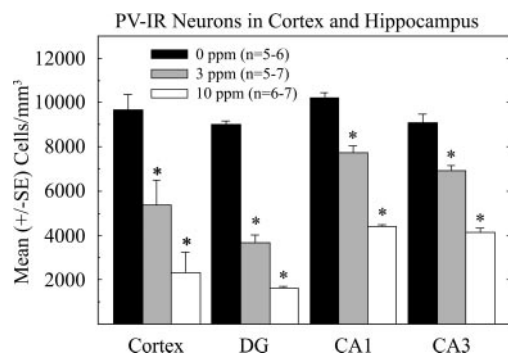 PV-IR Neurons in Cortex and Hippocampus
0 ppm (n=5-6)
3 ppm (n=5-7)
10 ppm (n=6-7)
Mean (+/-SE) Cells/mm³
12000
10000
8000
6000
4000
2000
* * * * * * * *
Cortex DG CA1 CA3